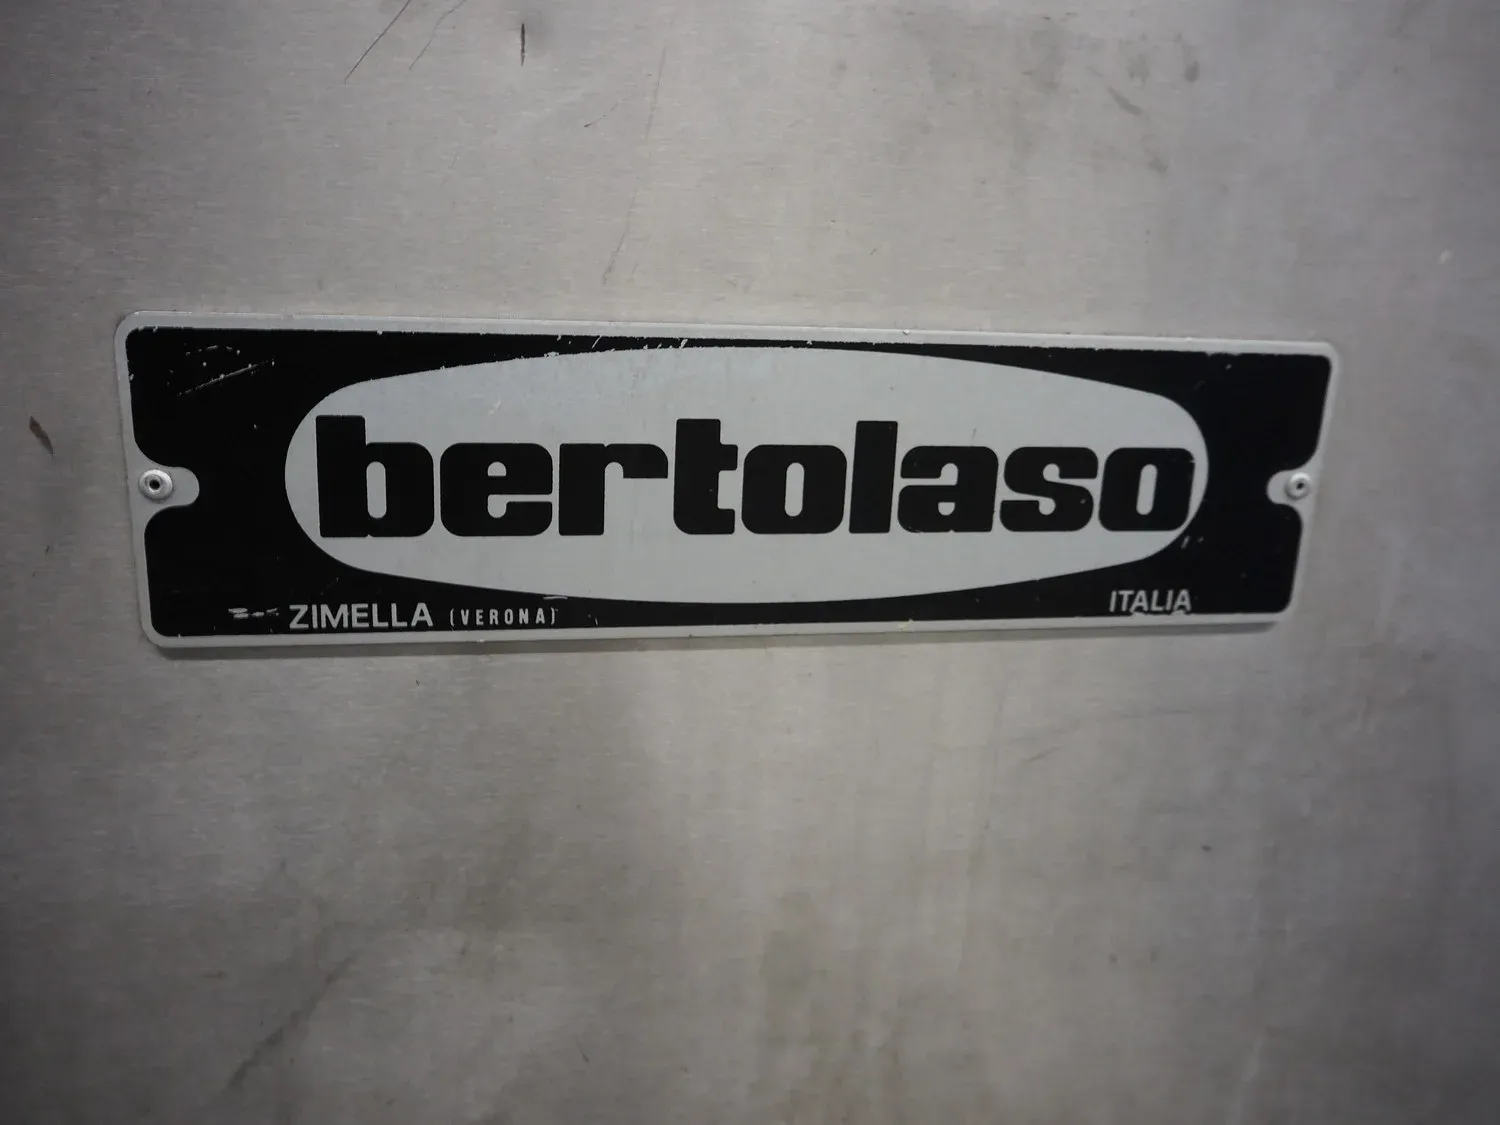 bertolaso
ZIMELLA (VERONA)
ITALIA